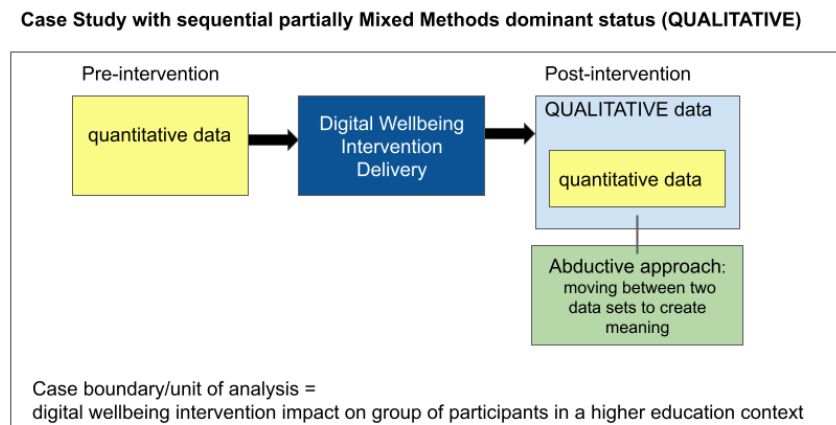 Case Study with sequential partially Mixed Methods dominant status (QUALITATIVE)
Pre-intervention
quantitative data
Digital Wellbeing
Intervention
Delivery
Post-intervention
QUALITATIVE data
quantitative data
Abductive approach:
moving between two
data sets to create
meaning
Case boundary/unit of analysis =
digital wellbeing intervention impact on group of participants in a higher education context